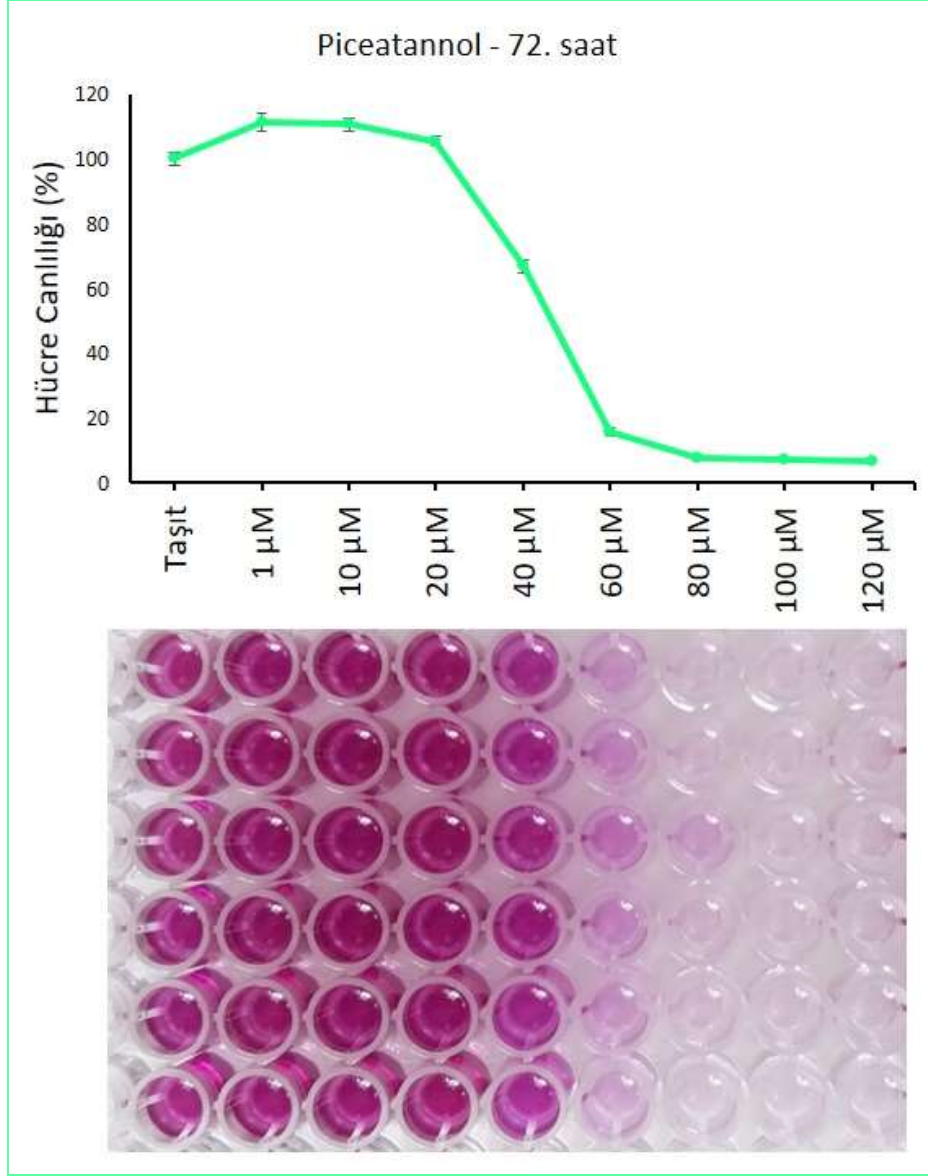 Piceatannol - 72. saat
Hücre Canlılığı (%)
120
100
80
60
40
20
0
Taşıt
1 µM
10 µM
20 µM
40 µM
60 µM
80 µM
100 µM
120 µM